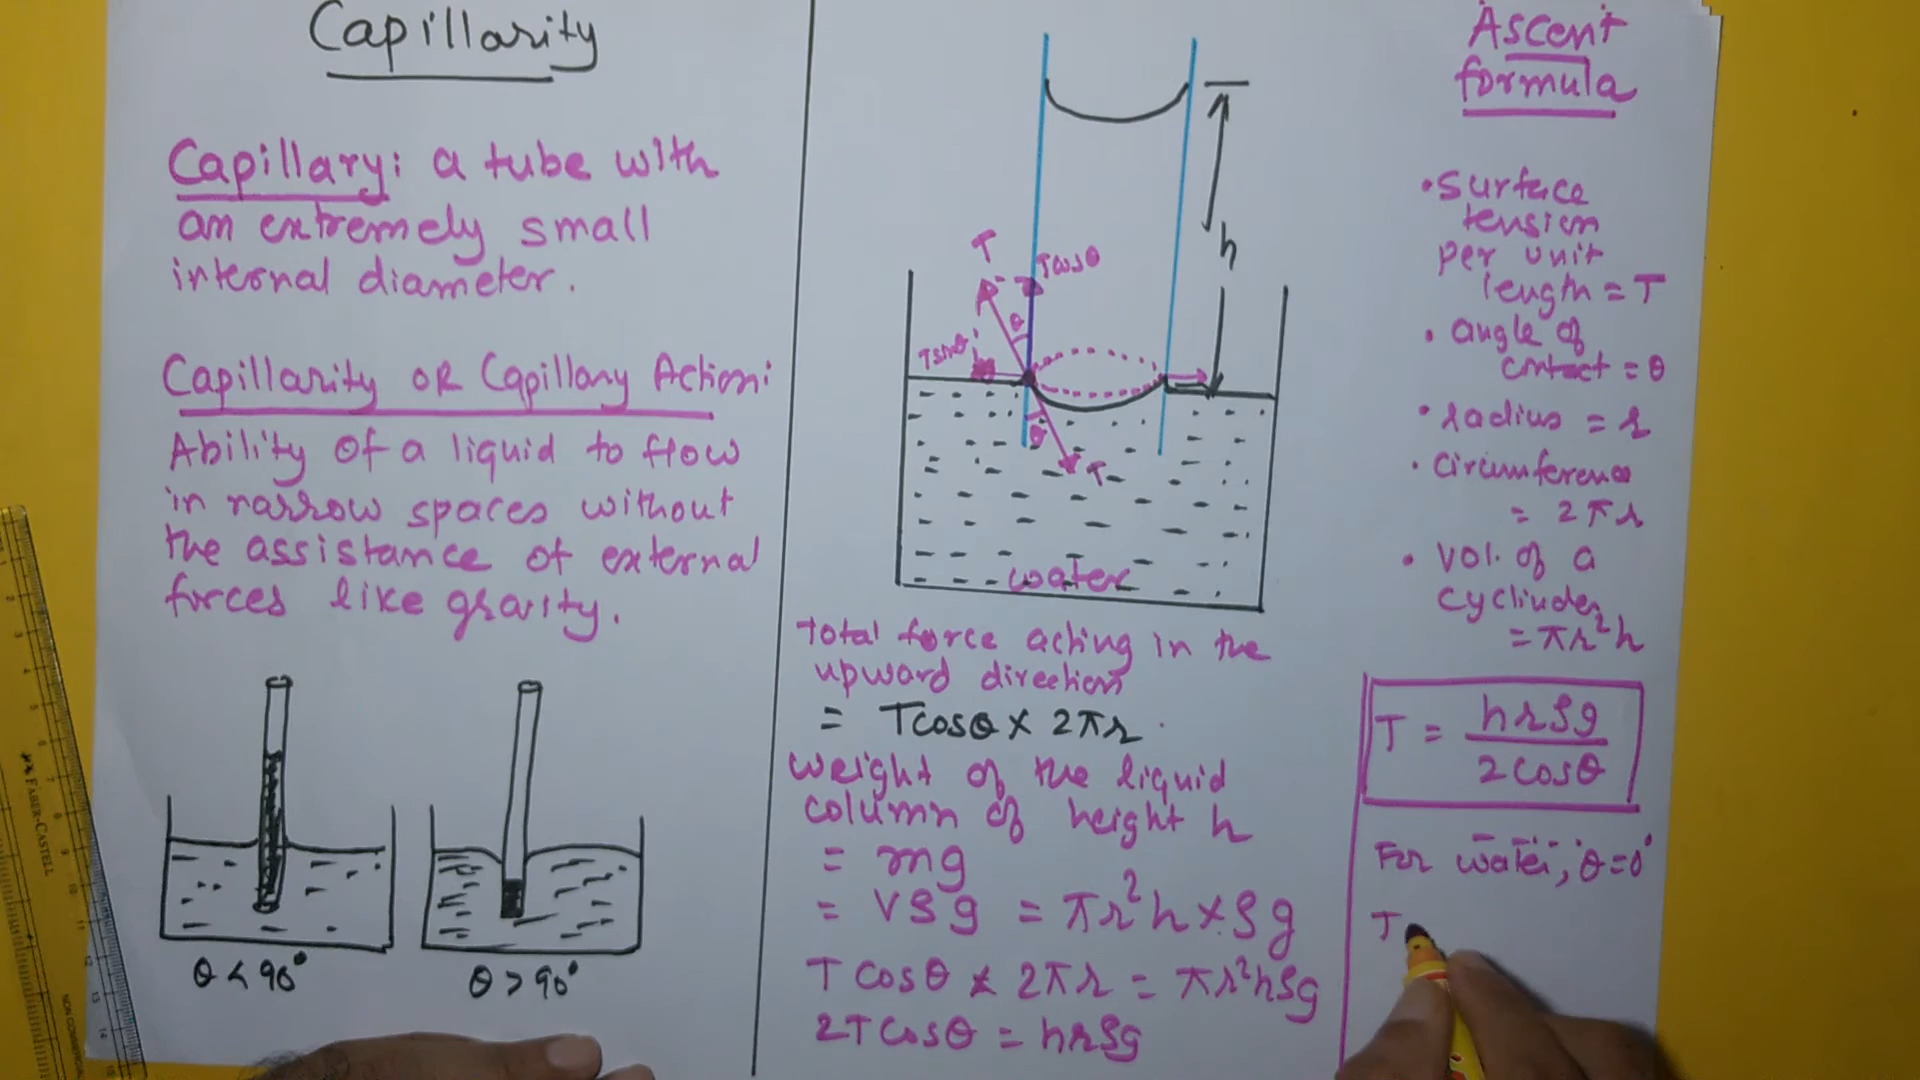 Capillarity
Capillary: a tube with
an extremely small
internal diameter.
Capillarity OR Capillary Action:
Ability of a liquid to flow
in narrow spaces without
the assistance of external
forces like gravity.
θ < 90°
θ > 90°
h
T
Tcosθ
θ
Tsinθ
θ
T
water
Total force acting in the
upward direction
= Tcosθ × 2πr
Weight of the liquid
column of height h
= mg
= Vρg = πr²h × ρg
T cosθ × 2πr = πr²hρg
2Tcosθ = hrρg
Ascent
formula
• Surface
tension
per unit
length = T
• angle of
contact = θ
• radius = r
• circumference
= 2πr
• Vol. of a
cyclinder
= πr²h
T = hrρg
2cosθ
For water, θ=0°
T
FABER-CASTELL